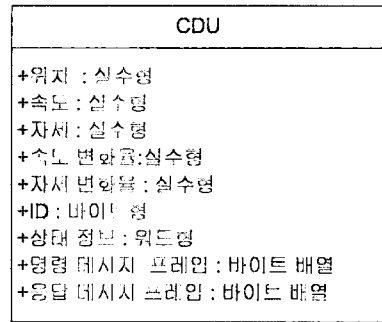 CDU
+위치 : 실수형
+속도 : 실수형
+자세 : 실수형
+속도 변화율:실수형
+자세 변화율 : 실수형
+ID : 바이트형
+상태 정보 : 워드형
+명령 메시지 프레임 : 바이트 배열
+응답 메시지 프레임 : 바이트 배열